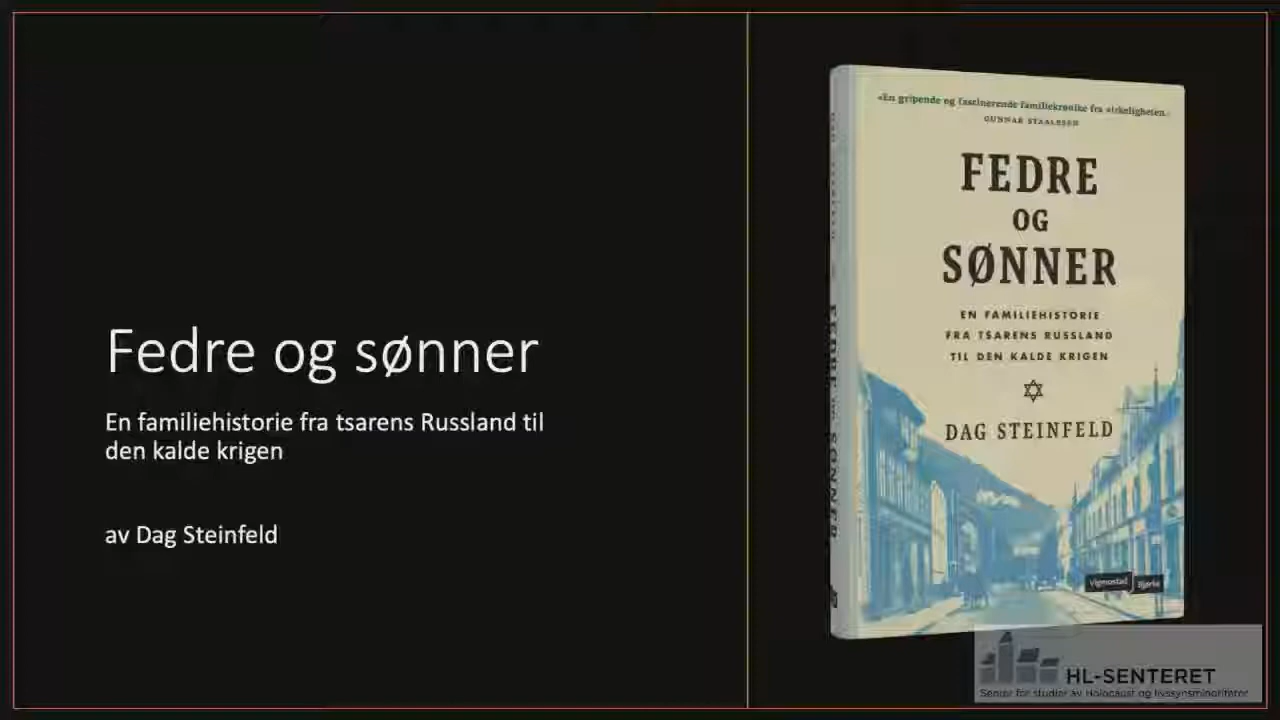 Fedre og sønner
En familiehistorie fra tsarens Russland til
den kalde krigen
av Dag Steinfeld
«En gripende og fascinerende familiekrønike fra virkeligheten.»
GUNNAR STAALESEN
FEDRE
OG
SØNNER
EN FAMILIEHISTORIE
FRA TSARENS RUSSLAND
TIL DEN KALDE KRIGEN
DAG STEINFELD
Vigmostad Bjørke
HL-SENTERET
Senter for studier av Holocaust og livssynsminoriteter